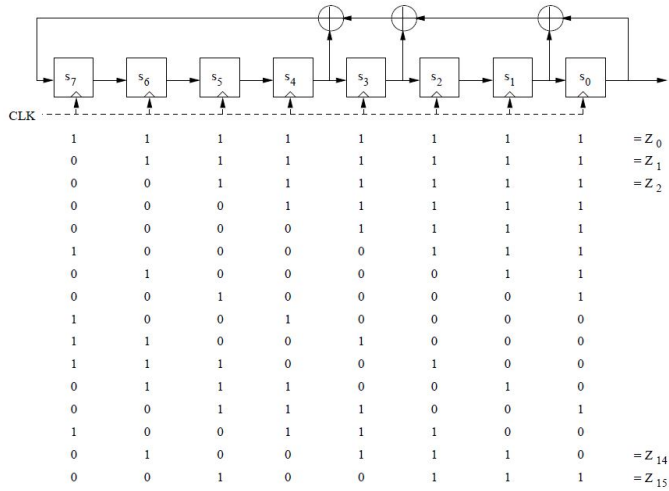 s7 s6 s5 s4 s3 s2 s1 s0
CLK
1 1 1 1 1 1 1 1 = Z0
0 1 1 1 1 1 1 1 = Z1
0 0 1 1 1 1 1 1 = Z2
0 0 0 1 1 1 1 1
0 0 0 0 1 1 1 1
1 0 0 0 0 1 1 1
0 1 0 0 0 0 1 1
0 0 1 0 0 0 0 1
1 0 0 1 0 0 0 0
1 1 0 0 1 0 0 0
1 1 1 0 0 1 0 0
0 1 1 1 0 0 1 0
0 0 1 1 1 0 0 1
1 0 0 1 1 1 0 0
0 1 0 0 1 1 1 0 = Z14
0 0 1 0 0 1 1 1 = Z15